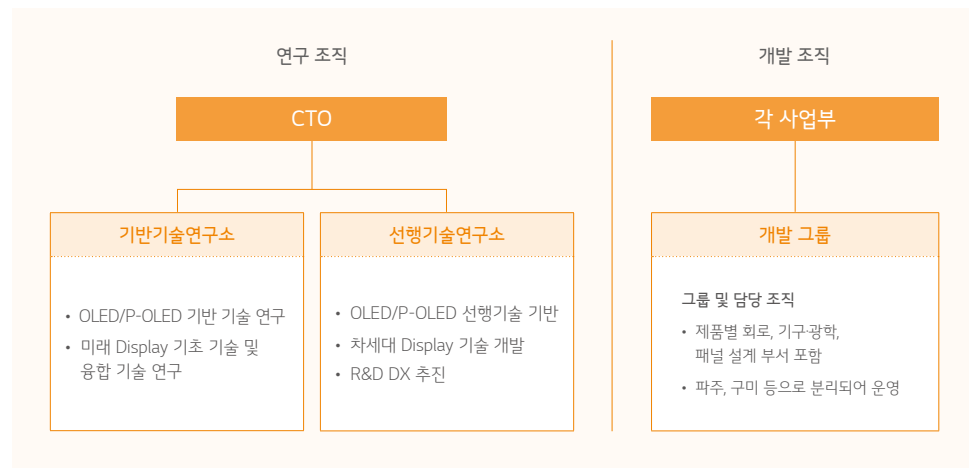 연구 조직
CTO
기반기술연구소
• OLED/P-OLED 기반 기술 연구
• 미래 Display 기초 기술 및
융합 기술 연구
선행기술연구소
• OLED/P-OLED 선행기술 기반
• 차세대 Display 기술 개발
• R&D DX 추진
개발 조직
각 사업부
개발 그룹
그룹 및 담당 조직
• 제품별 회로, 기구·광학,
패널 설계 부서 포함
• 파주, 구미 등으로 분리되어 운영